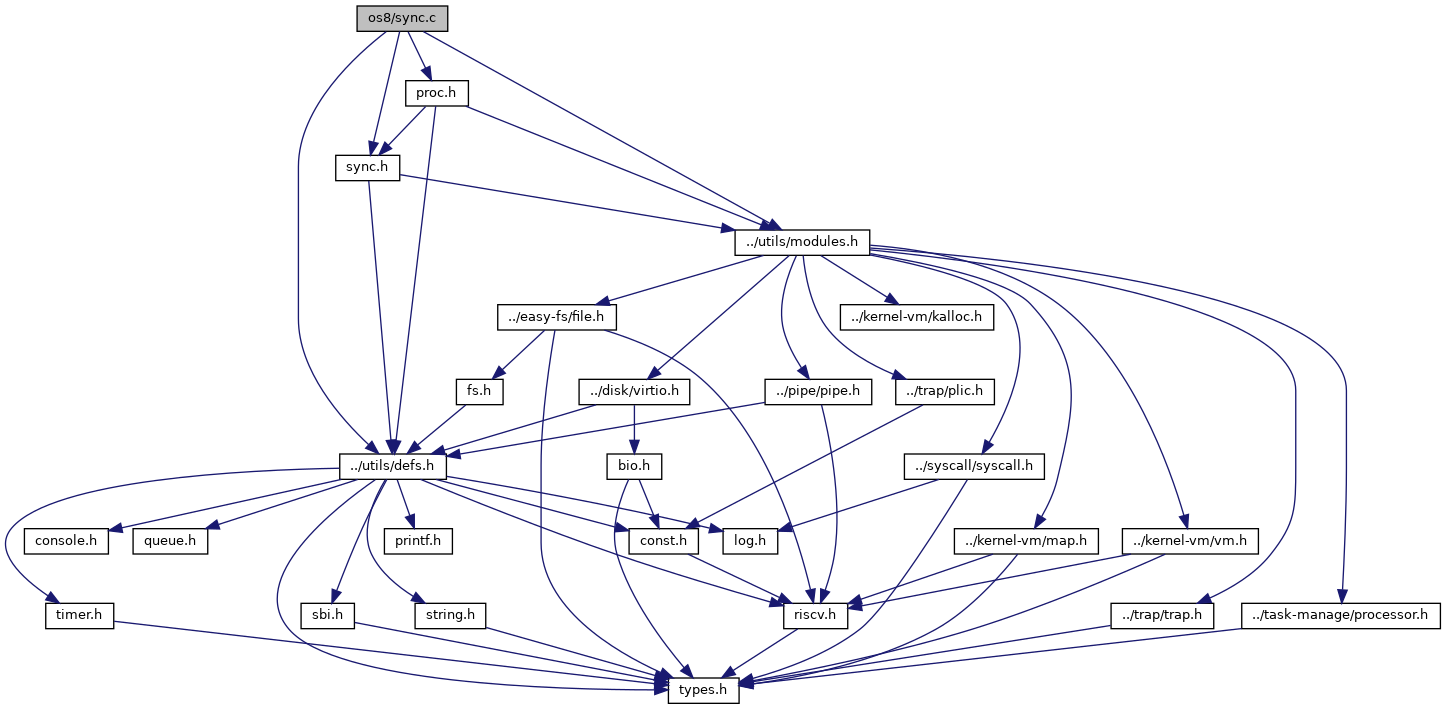 os8/sync.c
proc.h
sync.h
../utils/modules.h
../easy-fs/file.h
../kernel-vm/kalloc.h
fs.h
../disk/virtio.h
../pipe/pipe.h
../trap/plic.h
../utils/defs.h
bio.h
../syscall/syscall.h
console.h
queue.h
printf.h
const.h
log.h
../kernel-vm/map.h
../kernel-vm/vm.h
timer.h
sbi.h
string.h
riscv.h
../trap/trap.h
../task-manage/processor.h
types.h